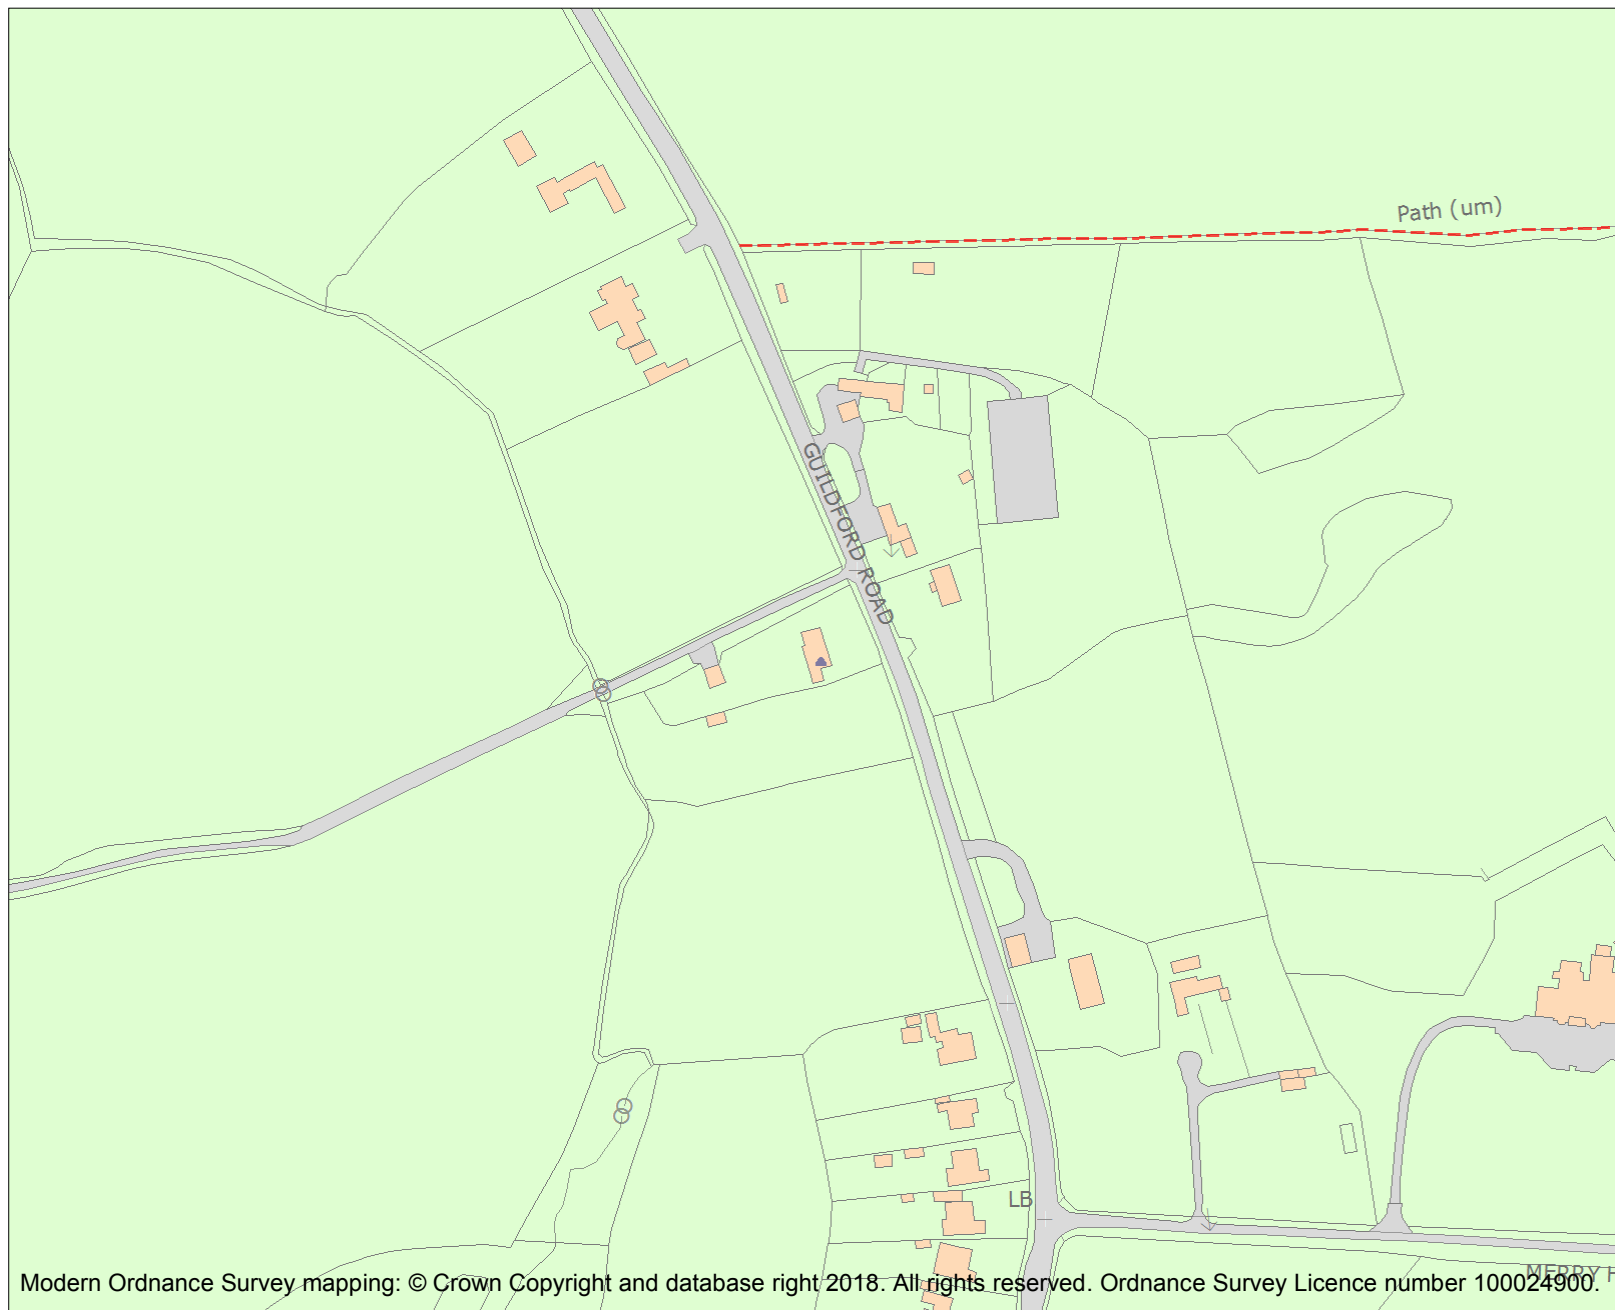 Path (um)
GUILDFORD ROAD
LB
MERRY H
Modern Ordnance Survey mapping: © Crown Copyright and database right 2018. All rights reserved. Ordnance Survey Licence number 100024900.